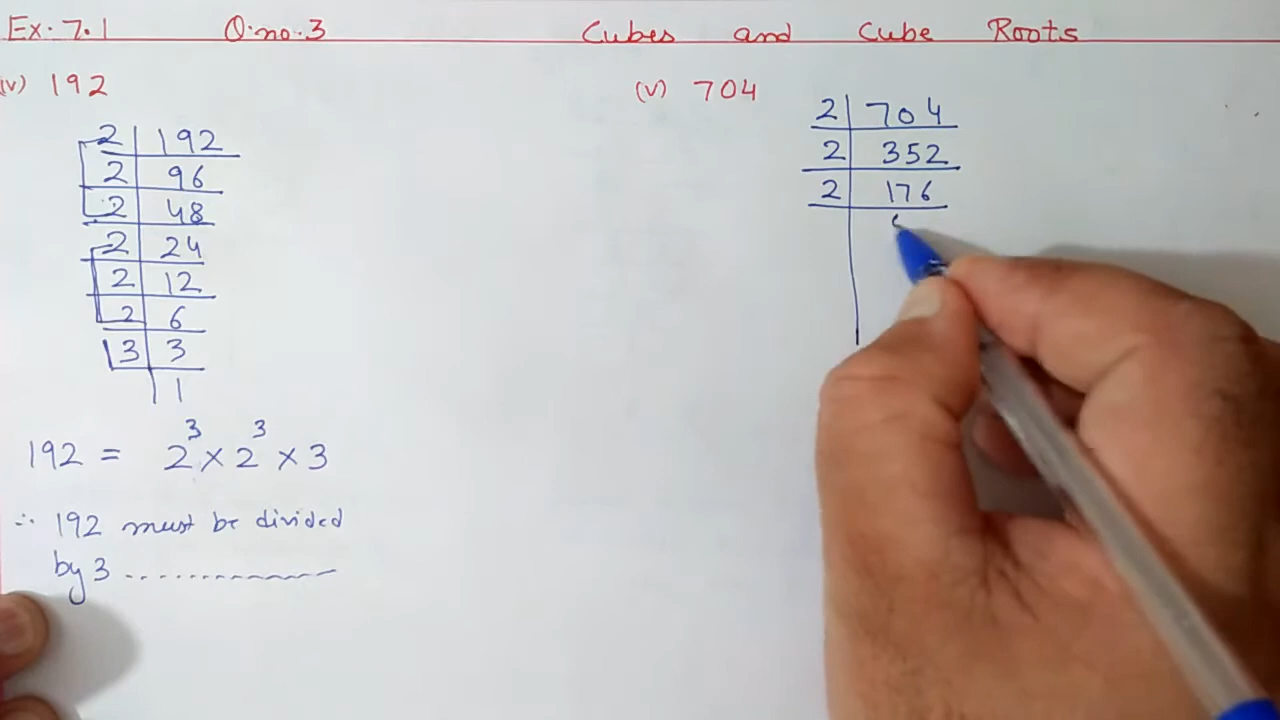 Ex. 7.1 Q.no.3 Cubes and Cube Roots
(iv) 192
2 | 192
2 | 96
2 | 48
2 | 24
2 | 12
2 | 6
3 | 3
| 1
192 = 2³ × 2³ × 3
∴ 192 must be divided
by 3 ..............
(v) 704
2 | 704
2 | 352
2 | 176